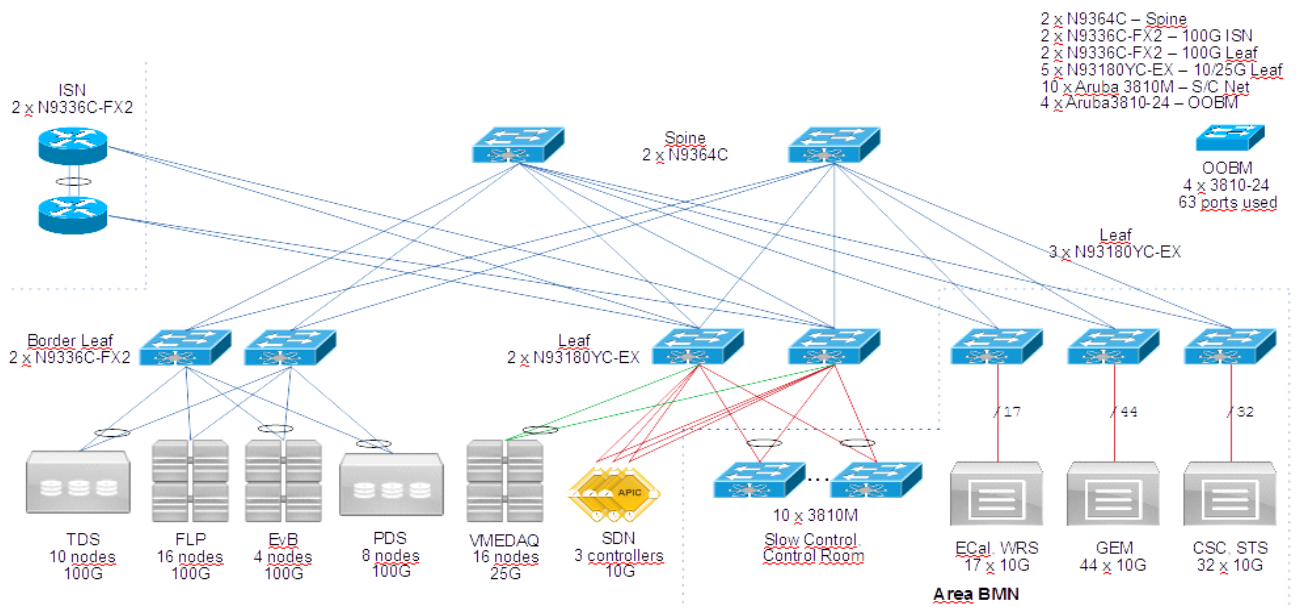 2 x N9364C – Spine
2 x N9336C-FX2 – 100G ISN
2 x N9336C-FX2 – 100G Leaf
5 x N93180YC-EX – 10/25G Leaf
10 x Aruba 3810M – S/C Net
4 x Aruba3810-24 – OOBM
ISN
2 x N9336C-FX2
Spine
2 x N9364C
OOBM
4 x 3810-24
63 ports used
Leaf
3 x N93180YC-EX
Border Leaf
2 x N9336C-FX2
Leaf
2 x N93180YC-EX
/ 17
/ 44
/ 32
APIC
TDS
10 nodes
100G
FLP
16 nodes
100G
EvB
4 nodes
100G
PDS
8 nodes
100G
VMEDAQ
16 nodes
25G
SDN
3 controllers
10G
...
10 x 3810M
Slow Control,
Control Room
ECal, WRS
17 x 10G
GEM
44 x 10G
CSC, STS
32 x 10G
Area BMN